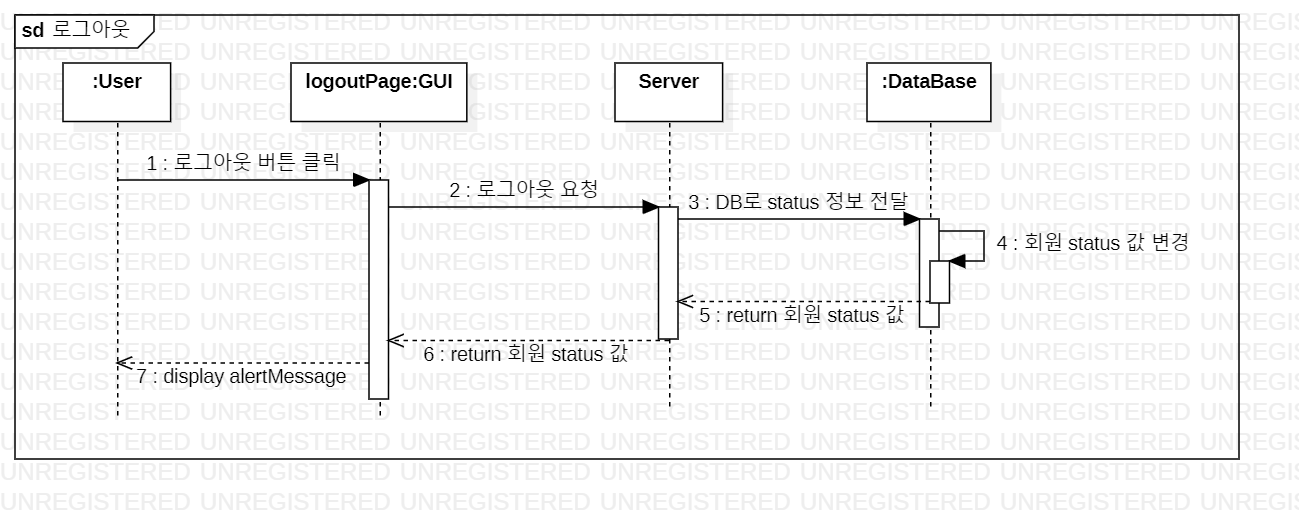 sd 로그아웃
:User
logoutPage:GUI
Server
:DataBase
1 : 로그아웃 버튼 클릭
2 : 로그아웃 요청
3 : DB로 status 정보 전달
4 : 회원 status 값 변경
5 : return 회원 status 값
6 : return 회원 status 값
7 : display alertMessage
UNREGISTERED